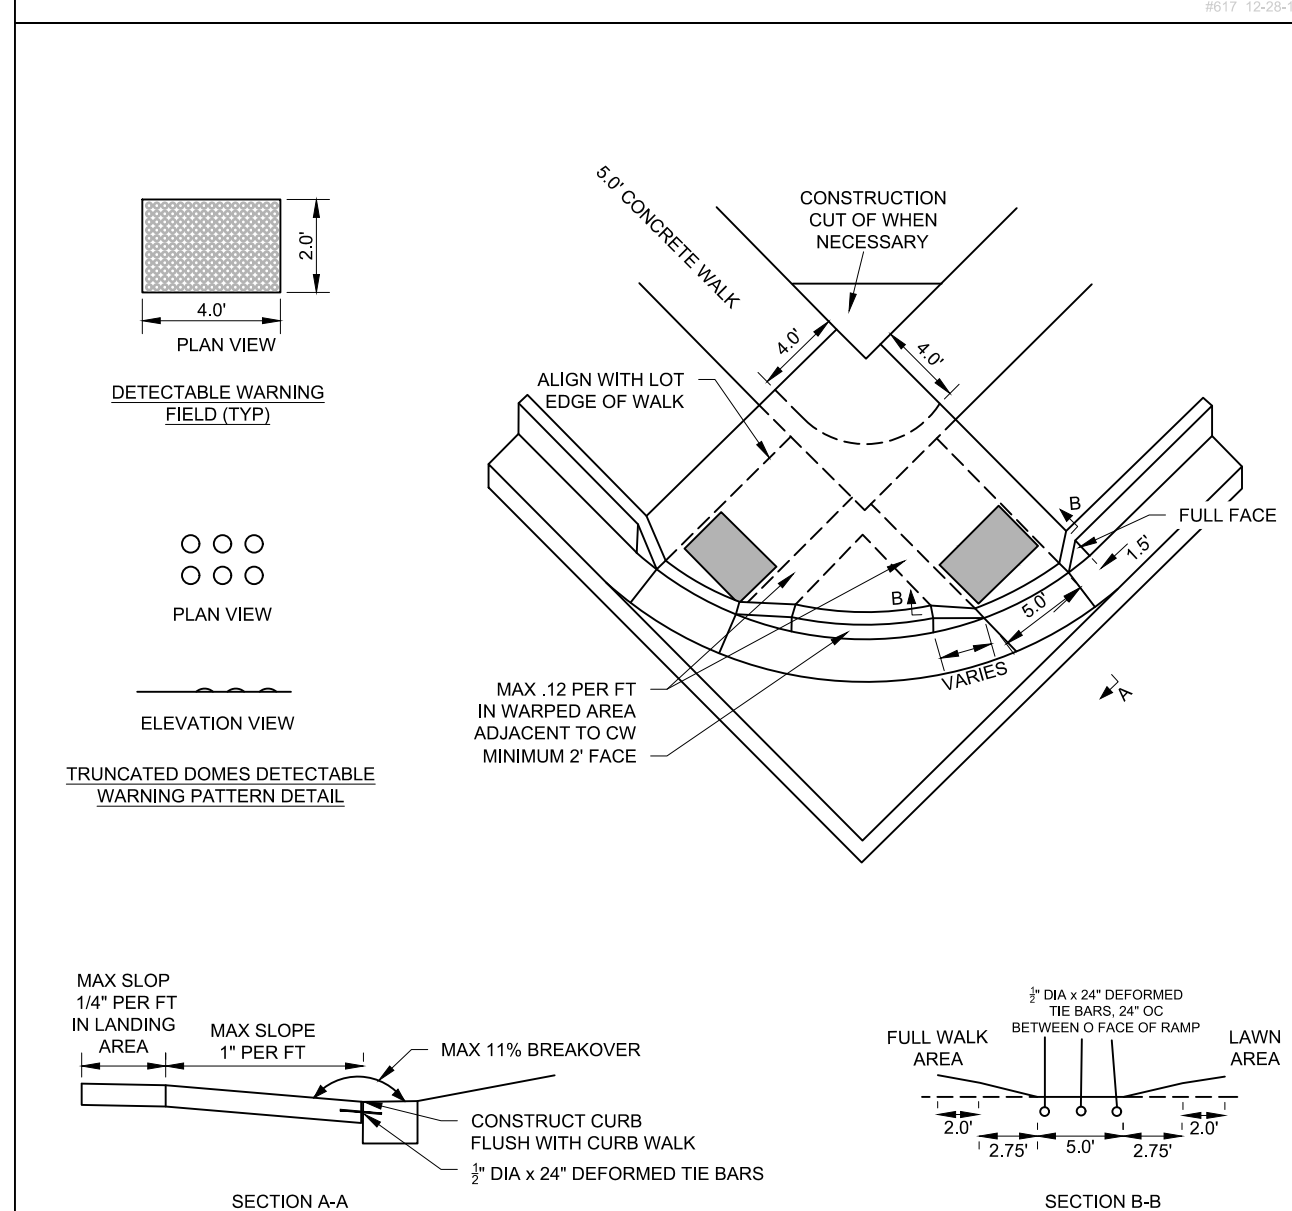 #617 12-28-1
5.0' CONCRETE WALK
CONSTRUCTION
CUT OF WHEN
NECESSARY
2.0'
4.0'
PLAN VIEW
DETECTABLE WARNING
FIELD (TYP)
4.0'
4.0'
ALIGN WITH LOT
EDGE OF WALK
B
FULL FACE
1.5'
PLAN VIEW
B
5.0'
VARIES
A
ELEVATION VIEW
MAX .12 PER FT
IN WARPED AREA
ADJACENT TO CW
MINIMUM 2' FACE
TRUNCATED DOMES DETECTABLE
WARNING PATTERN DETAIL
MAX SLOP
1/4" PER FT
IN LANDING
AREA
MAX SLOPE
1" PER FT
MAX 11% BREAKOVER
CONSTRUCT CURB
FLUSH WITH CURB WALK
½" DIA x 24" DEFORMED TIE BARS
SECTION A-A
½" DIA x 24" DEFORMED
TIE BARS, 24" OC
BETWEEN O FACE OF RAMP
FULL WALK
AREA
LAWN
AREA
2.0'
2.75'
5.0'
2.75'
2.0'
SECTION B-B